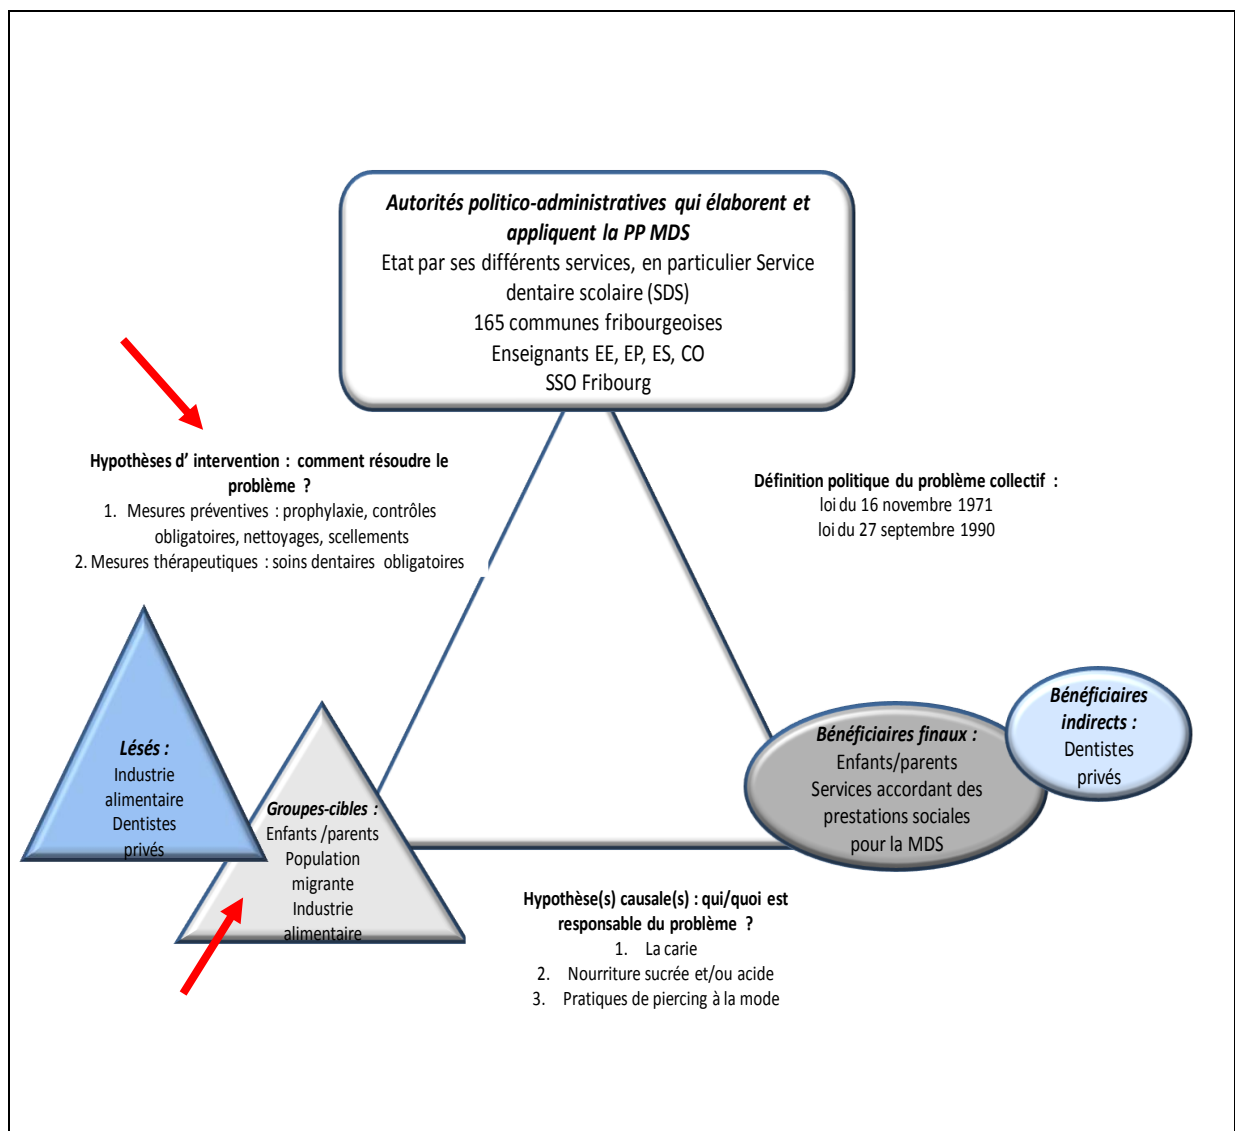 Autorités politico-administratives qui élaborent et
appliquent la PP MDS
Etat par ses différents services, en particulier Service
dentaire scolaire (SDS)
165 communes fribourgeoises
Enseignants EE, EP, ES, CO
SSO Fribourg
Hypothèses d' intervention : comment résoudre le
problème ?
1. Mesures préventives : prophylaxie, contrôles
obligatoires, nettoyages, scellements
2. Mesures thérapeutiques : soins dentaires obligatoires
Définition politique du problème collectif :
loi du 16 novembre 1971
loi du 27 septembre 1990
Lésés :
Industrie
alimentaire
Dentistes
privés
Groupes-cibles :
Enfants /parents
Population
migrante
Industrie
alimentaire
Bénéficiaires finaux :
Enfants/parents
Services accordant des
prestations sociales
pour la MDS
Bénéficiaires
indirects :
Dentistes
privés
Hypothèse(s) causale(s) : qui/quoi est
responsable du problème ?
1. La carie
2. Nourriture sucrée et/ou acide
3. Pratiques de piercing à la mode